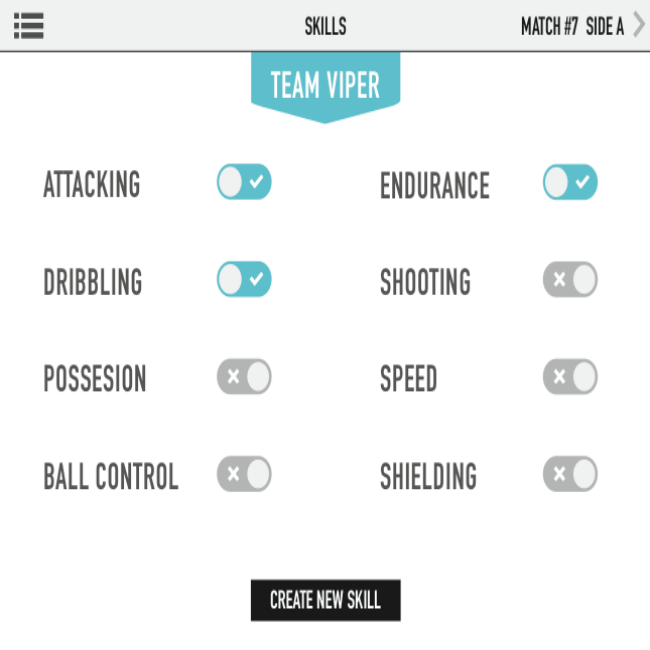 SKILLS
MATCH #7 SIDE A
TEAM VIPER
ATTACKING
ENDURANCE
DRIBBLING
SHOOTING
POSSESION
SPEED
BALL CONTROL
SHIELDING
CREATE NEW SKILL